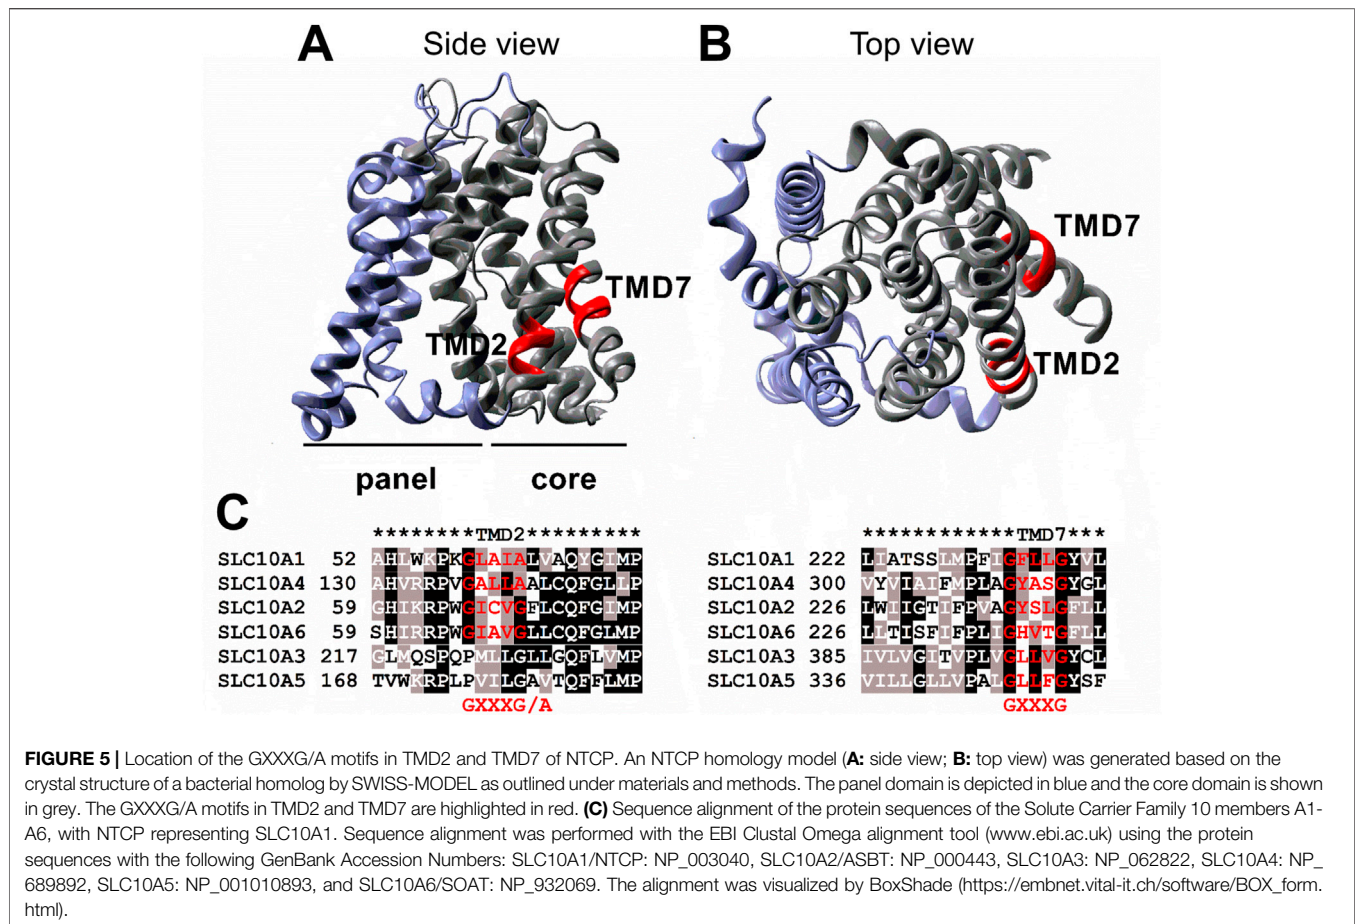 A Side view
B Top view
TMD7
TMD2
TMD7
TMD2
panel core
C
********TMD2*********
SLC10A1 52 AHLWKPKGLAIALVAQYGIMP
SLC10A4 130 AHVRRPVGALLAALCQFGLLP
SLC10A2 59 GHIKRPWGICVGFLCQFGIMP
SLC10A6 59 SHIRRPWGIAVGLLCQFGLMP
SLC10A3 217 GLMQSPQPMLLGLLGQFLVMP
SLC10A5 168 TVWKRPLPVILGAVTQFFLMP
GXXXG/A
************TMD7***
SLC10A1 222 LIATSSLMPFIGFLLGYVL
SLC10A4 300 VYVIAIFMPLAGYASGYGL
SLC10A2 226 LWIIGTIFPVAGYSLGFLL
SLC10A6 226 LLTISFIFPLIGHVTGFLL
SLC10A3 385 IVLVGITVPLVGLLVGYCL
SLC10A5 336 VILLGLLVPALGLLFGYSF
GXXXG
FIGURE 5 | Location of the GXXXG/A motifs in TMD2 and TMD7 of NTCP. An NTCP homology model (A: side view; B: top view) was generated based on the
crystal structure of a bacterial homolog by SWISS-MODEL as outlined under materials and methods. The panel domain is depicted in blue and the core domain is shown
in grey. The GXXXG/A motifs in TMD2 and TMD7 are highlighted in red. (C) Sequence alignment of the protein sequences of the Solute Carrier Family 10 members A1-
A6, with NTCP representing SLC10A1. Sequence alignment was performed with the EBI Clustal Omega alignment tool (www.ebi.ac.uk) using the protein
sequences with the following GenBank Accession Numbers: SLC10A1/NTCP: NP_003040, SLC10A2/ASBT: NP_000443, SLC10A3: NP_062822, SLC10A4: NP_
689892, SLC10A5: NP_001010893, and SLC10A6/SOAT: NP_932069. The alignment was visualized by BoxShade (https://embnet.vital-it.ch/software/BOX_form.
html).